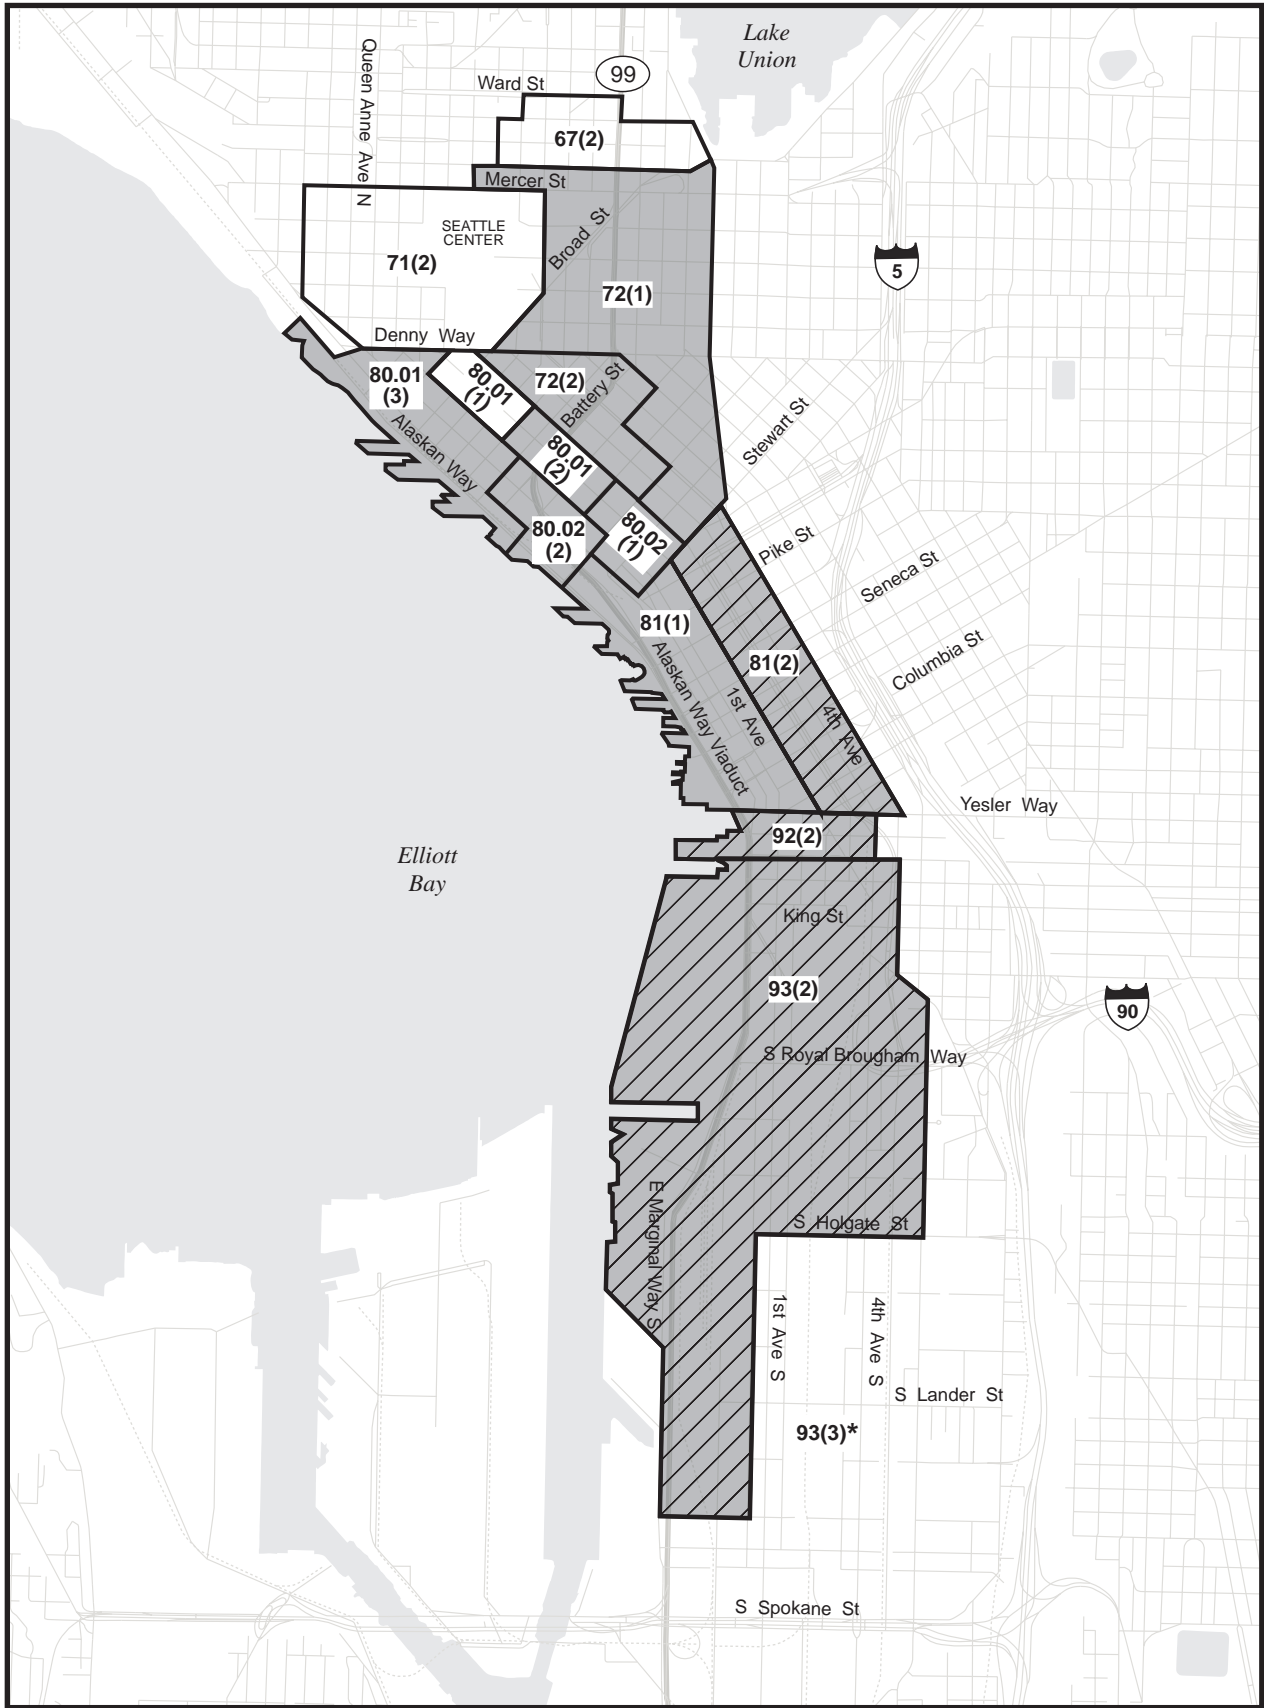 Lake
Union
Queen Anne Ave N
99
Ward St
67(2)
Mercer St
SEATTLE
CENTER
Broad St
71(2)
5
72(1)
Denny Way
80.01
(3)
80.01
(1)
72(2)
Battery St
Stewart St
Alaskan Way
80.01
(2)
80.02
(2)
80.02
(1)
Pike St
Seneca St
81(1)
81(2)
Columbia St
Alaskan Way Viaduct
1st Ave
4th Ave
Yesler Way
92(2)
Elliott
Bay
King St
93(2)
90
S Royal Brougham Way
E Marginal Way S
S Holgate St
1st Ave S
4th Ave S
S Lander St
93(3)*
S Spokane St